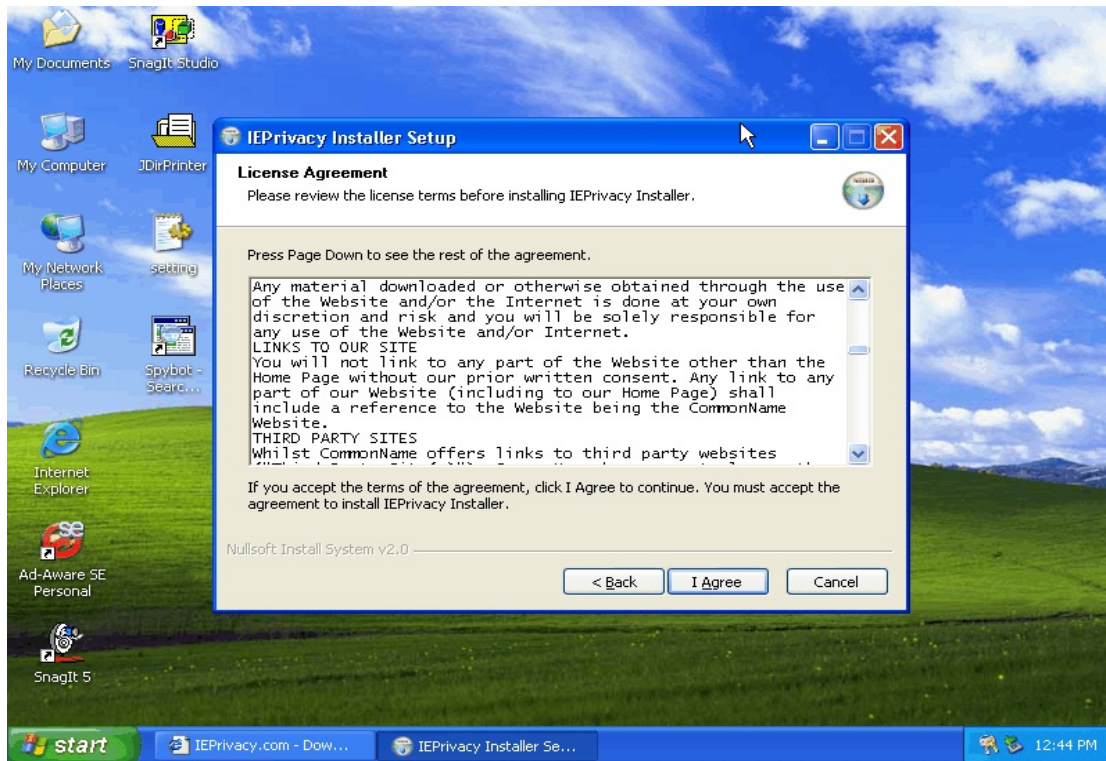 My Documents
SnagIt Studio
My Computer
JDirPrinter
My Network
Places
setting
Recycle Bin
Spybot -
Searc...
Internet
Explorer
Ad-Aware SE
Personal
SnagIt 5
IEPrivacy Installer Setup
License Agreement
Please review the license terms before installing IEPrivacy Installer.
Press Page Down to see the rest of the agreement.
Any material downloaded or otherwise obtained through the use
of the Website and/or the Internet is done at your own
discretion and risk and you will be solely responsible for
any use of the Website and/or Internet.
LINKS TO OUR SITE
You will not link to any part of the Website other than the
Home Page without our prior written consent. Any link to any
part of our Website (including to our Home Page) shall
include a reference to the Website being the CommonName
Website.
THIRD PARTY SITES
Whilst CommonName offers links to third party websites
If you accept the terms of the agreement, click I Agree to continue. You must accept the
agreement to install IEPrivacy Installer.
Nullsoft Install System v2.0
< Back
I Agree
Cancel
start
IEPrivacy.com - Dow...
IEPrivacy Installer Se...
12:44 PM